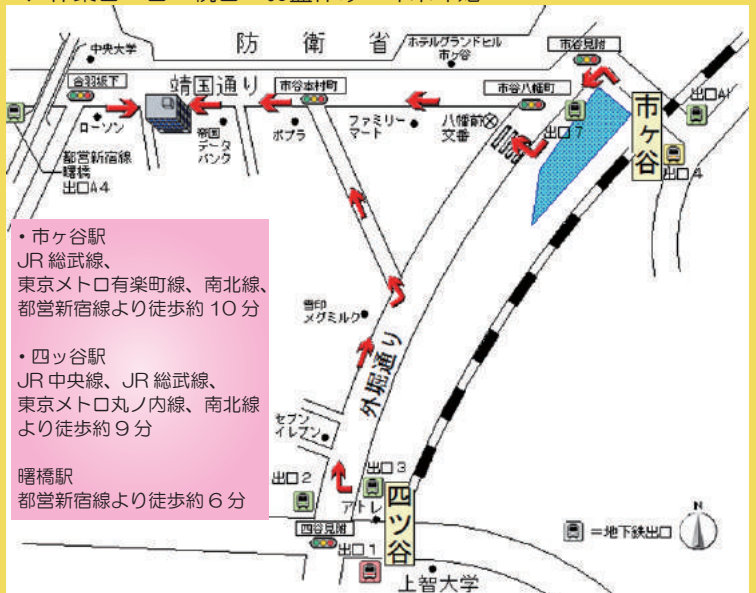 防衛省
ホテルグランドヒル
市ケ谷
市谷見附
中央大学
合羽坂下
靖国通り
市谷本村町
市谷八幡町
出口A1
市ヶ谷
ローソン
帝国
データ
バンク
ポプラ
ファミリー
マート
八幡前
交番
出口7
出口4
都営新宿線
曙橋
出口A4
・市ヶ谷駅
JR 総武線、
東京メトロ有楽町線、南北線、
都営新宿線より徒歩約 10 分
・四ッ谷駅
JR 中央線、JR 総武線、
東京メトロ丸ノ内線、南北線
より徒歩約 9 分
曙橋駅
都営新宿線より徒歩約 6 分
雪印
メグミルク
外堀通り
セブン
イレブン
出口2
出口3
アトレ
四ツ谷
四谷見附
出口1
上智大学
N
=地下鉄出口